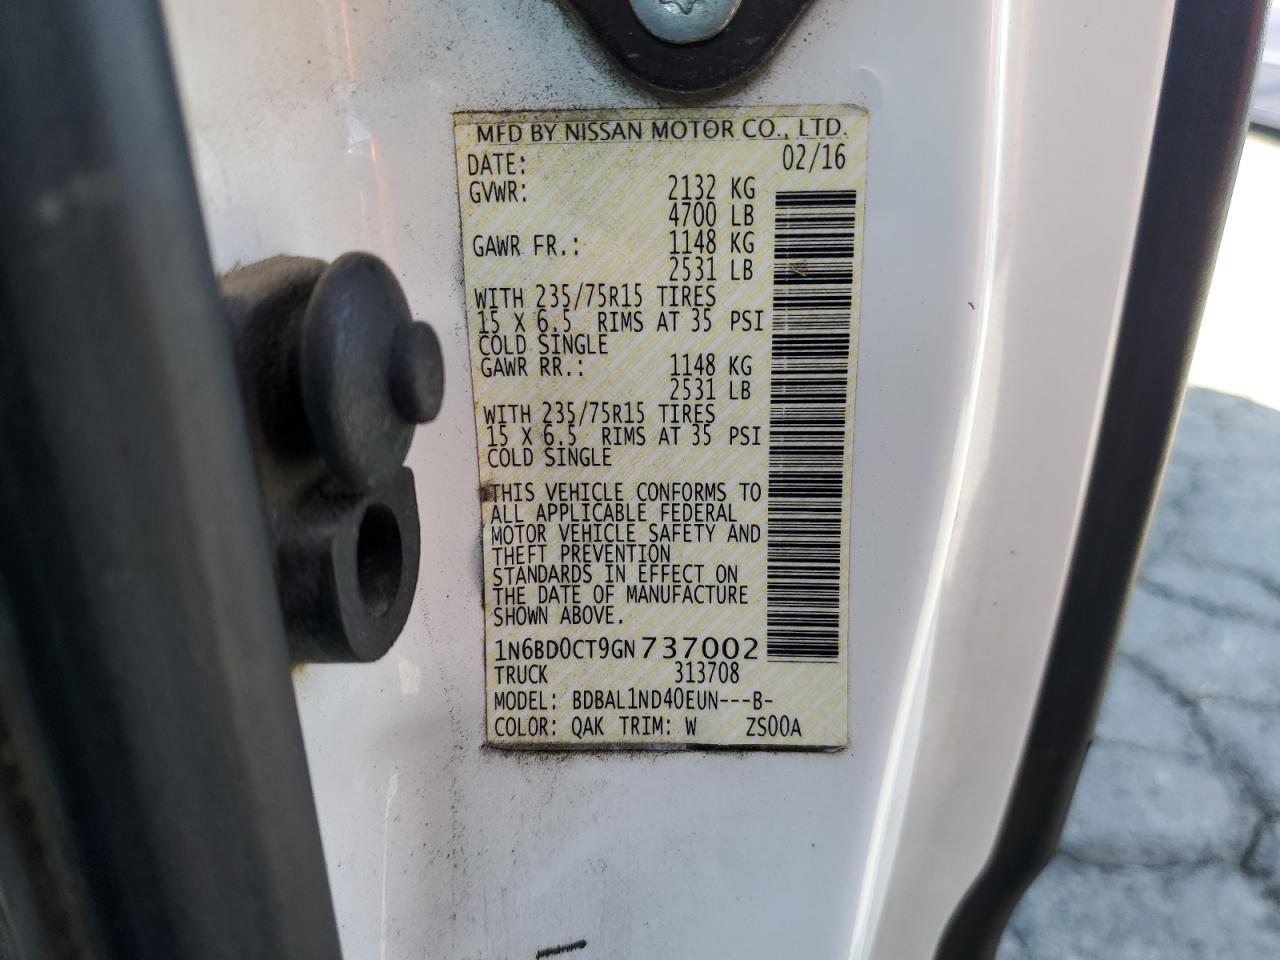 MFD BY NISSAN MOTOR CO., LTD.
DATE: 02/16
GVWR: 2132 KG
4700 LB
GAWR FR.: 1148 KG
2531 LB
WITH 235/75R15 TIRES
15 X 6.5 RIMS AT 35 PSI
COLD SINGLE
GAWR RR.: 1148 KG
2531 LB
WITH 235/75R15 TIRES
15 X 6.5 RIMS AT 35 PSI
COLD SINGLE
THIS VEHICLE CONFORMS TO
ALL APPLICABLE FEDERAL
MOTOR VEHICLE SAFETY AND
THEFT PREVENTION
STANDARDS IN EFFECT ON
THE DATE OF MANUFACTURE
SHOWN ABOVE.
1N6BD0CT9GN737002
TRUCK 313708
MODEL: BDBAL1ND40EUN---B-
COLOR: QAK TRIM: W ZS00A